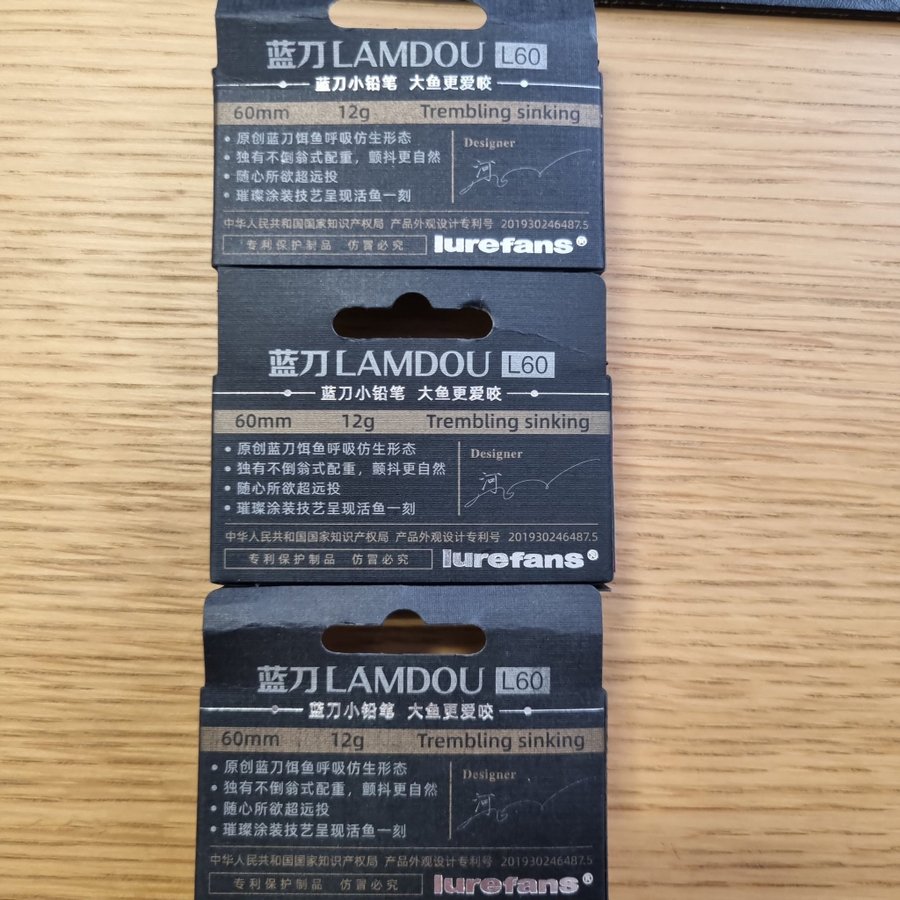 蓝刀LAMDOU L60
蓝刀小铅笔 大鱼更爱咬
60mm 12g Trembling sinking
• 原创蓝刀饵鱼呼吸仿生形态
• 独有不倒翁式配重，颤抖更自然
• 随心所欲超远投
• 璀璨涂装技艺呈现活鱼一刻
Designer
河
中华人民共和国国家知识产权局 产品外观设计专利号 201930246487.5
专利保护制品 仿冒必究 lurefans®
蓝刀LAMDOU L60
蓝刀小铅笔 大鱼更爱咬
60mm 12g Trembling sinking
• 原创蓝刀饵鱼呼吸仿生形态
• 独有不倒翁式配重，颤抖更自然
• 随心所欲超远投
• 璀璨涂装技艺呈现活鱼一刻
Designer
河
中华人民共和国国家知识产权局 产品外观设计专利号 201930246487.5
专利保护制品 仿冒必究 lurefans®
蓝刀LAMDOU L60
蓝刀小铅笔 大鱼更爱咬
60mm 12g Trembling sinking
• 原创蓝刀饵鱼呼吸仿生形态
• 独有不倒翁式配重，颤抖更自然
• 随心所欲超远投
• 璀璨涂装技艺呈现活鱼一刻
Designer
河
中华人民共和国国家知识产权局 产品外观设计专利号 201930246487.5
专利保护制品 仿冒必究 lurefans®